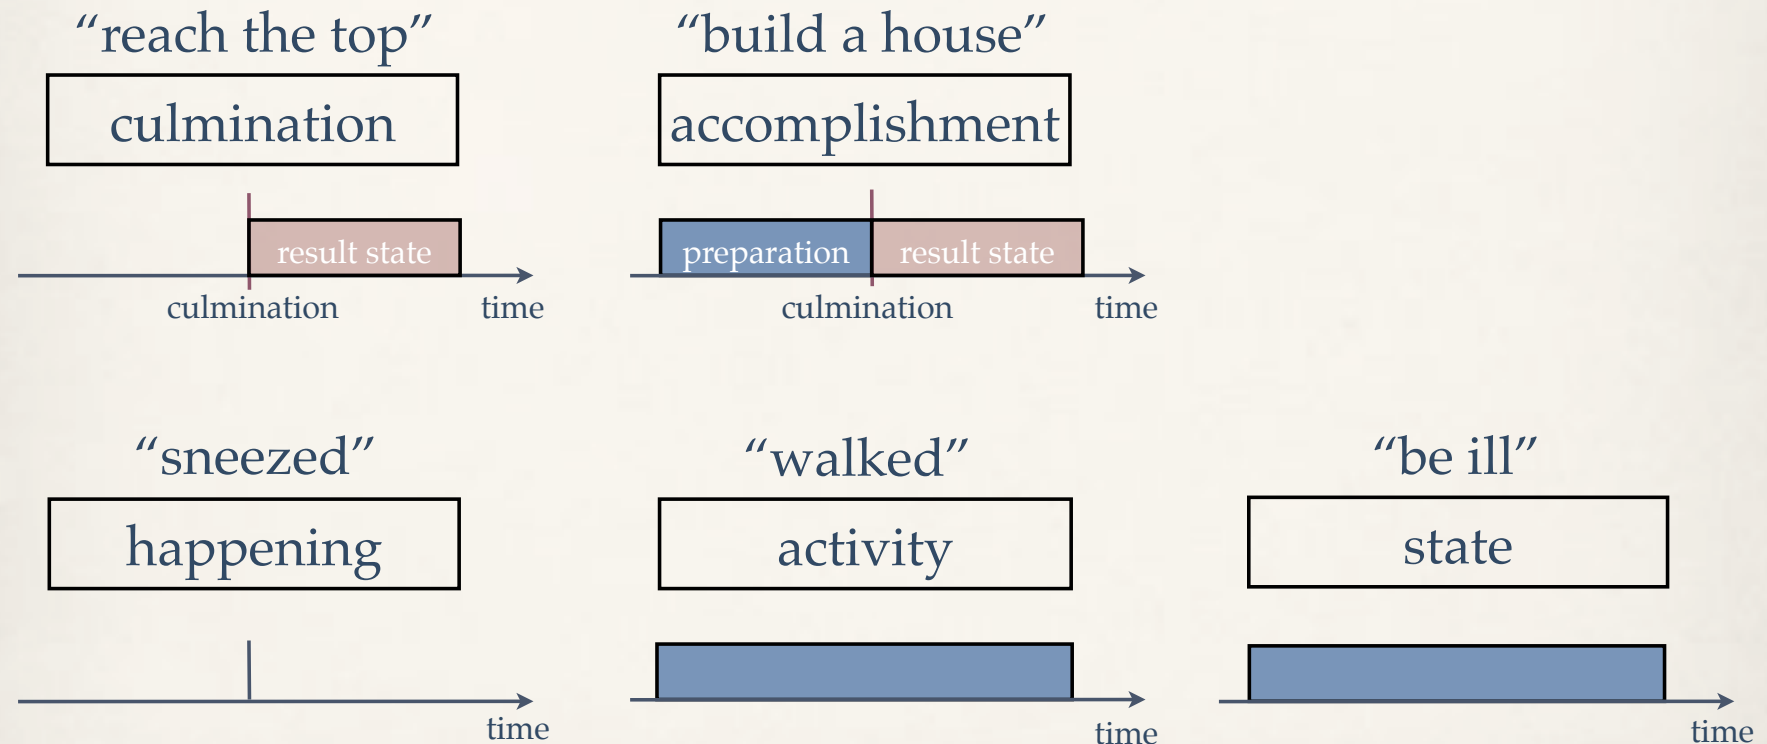 “reach the top”
culmination
result state
culmination
time
“build a house”
accomplishment
preparation
result state
culmination
time
“sneezed”
happening
time
“walked”
activity
time
“be ill”
state
time